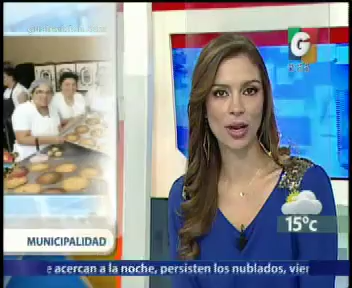 G
MUNICIPALIDAD
15°C
e acercan a la noche, persisten los nublados, vier